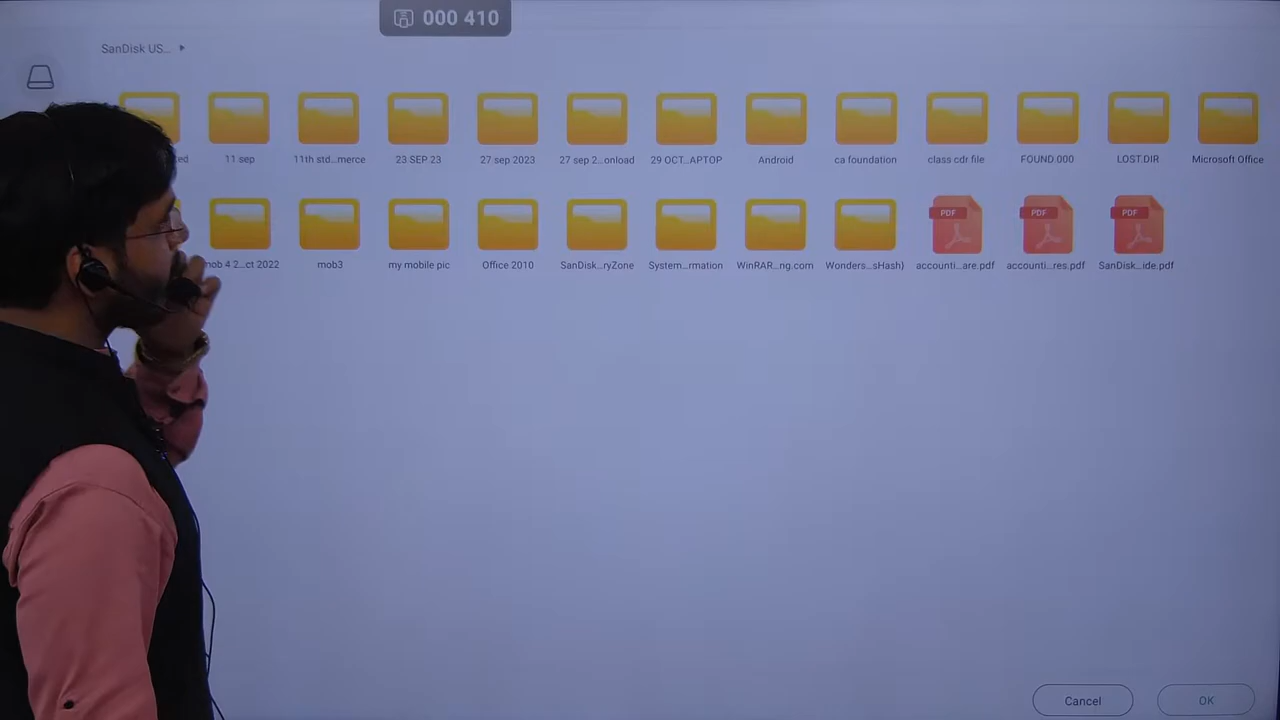 000 410
SanDisk US...
ted
11 sep
11th std...merce
23 SEP 23
27 sep 2023
27 sep 2...onload
29 OCT...APTOP
Android
ca foundation
class cdr file
FOUND.000
LOST.DIR
Microsoft Office
mob 4 2...ct 2022
mob3
my mobile pic
Office 2010
SanDisk...ryZone
System...rmation
WinRAR...ng.com
Wonders...sHash)
PDF
accounti...are.pdf
PDF
accounti...res.pdf
PDF
SanDisk...ide.pdf
Cancel
OK